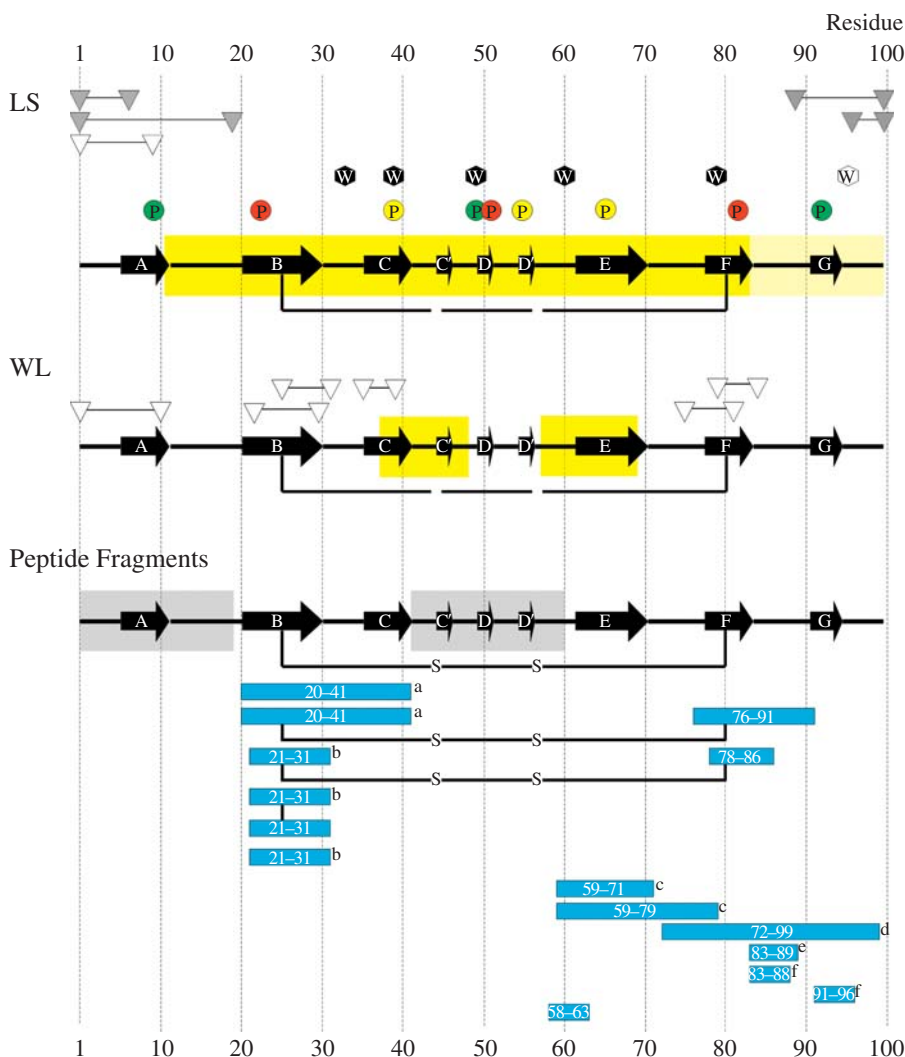 Residue
1 10 20 30 40 50 60 70 80 90 100
LS
W W W W W W
P P P P P P P P P
A B C C′ D D′ E F G
WL
A B C C′ D D′ E F G
Peptide Fragments
A B C C′ D D′ E F G
S S
20–41 a
20–41 a 76–91
S S
21–31 b 78–86
S S
21–31 b
21–31
21–31 b
59–71 c
59–79 c
72–99 d
83–89 e
83–88 f
91–96 f
58–63
1 10 20 30 40 50 60 70 80 90 100